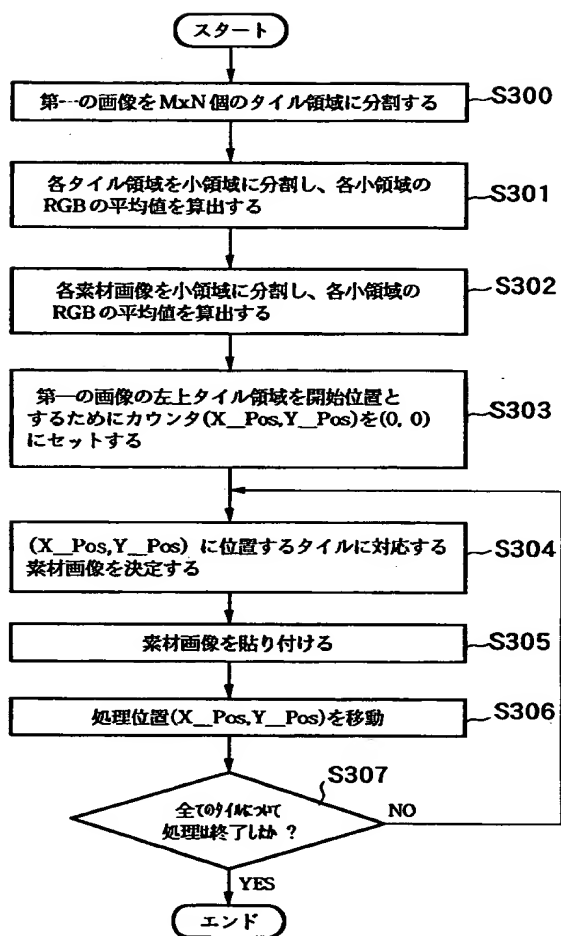 スタート
第一の画像をMxN個のタイル領域に分割する
S300
各タイル領域を小領域に分割し、各小領域の
RGBの平均値を算出する
S301
各素材画像を小領域に分割し、各小領域の
RGBの平均値を算出する
S302
第一の画像の左上タイル領域を開始位置と
するためにカウンタ(X__Pos,Y__Pos)を(0, 0)
にセットする
S303
(X__Pos,Y__Pos) に位置するタイルに対応する
素材画像を決定する
S304
素材画像を貼り付ける
S305
処理位置(X__Pos,Y__Pos)を移動
S306
S307
全てのタイルについて
処理は終了したか ?
NO
YES
エンド